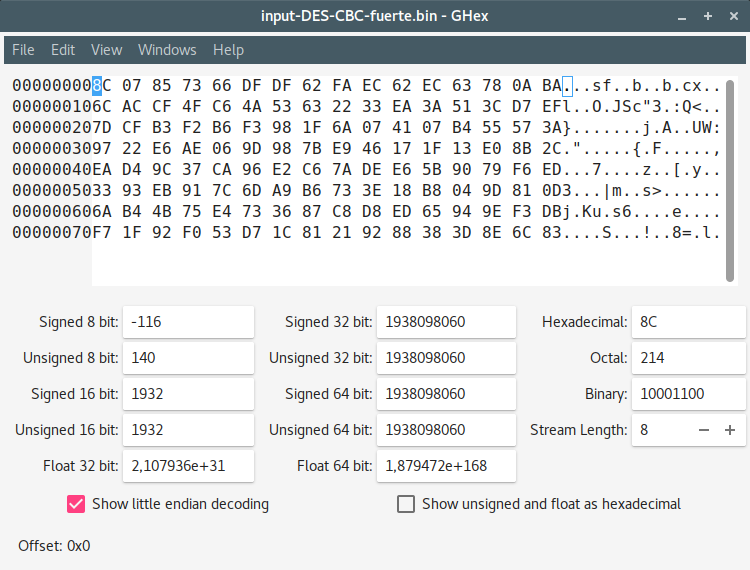 input-DES-CBC-fuerte.bin - GHex
File Edit View Windows Help
000000008C 07 85 73 66 DF DF 62 FA EC 62 EC 63 78 0A BA...sf..b..b.cx..
000000106C AC CF 4F C6 4A 53 63 22 33 EA 3A 51 3C D7 EFl..O.JSc"3.:Q<..
000000207D CF B3 F2 B6 F3 98 1F 6A 07 41 07 B4 55 57 3A}.......j.A..UW:
0000003097 22 E6 AE 06 9D 98 7B E9 46 17 1F 13 E0 8B 2C.".....{.F.....,
00000040EA D4 9C 37 CA 96 E2 C6 7A DE E6 5B 90 79 F6 ED...7....z..[.y..
0000005033 93 EB 91 7C 6D A9 B6 73 3E 18 B8 04 9D 81 0D3...|m..s>......
000000606A B4 4B 75 E4 73 36 87 C8 D8 ED 65 94 9E F3 DBj.Ku.s6....e....
00000070F7 1F 92 F0 53 D7 1C 81 21 92 88 38 3D 8E 6C 83....S...!..8=.l.
Signed 8 bit: -116 Signed 32 bit: 1938098060 Hexadecimal: 8C
Unsigned 8 bit: 140 Unsigned 32 bit: 1938098060 Octal: 214
Signed 16 bit: 1932 Signed 64 bit: 1938098060 Binary: 10001100
Unsigned 16 bit: 1932 Unsigned 64 bit: 1938098060 Stream Length: 8 − +
Float 32 bit: 2,107936e+31 Float 64 bit: 1,879472e+168
Show little endian decoding Show unsigned and float as hexadecimal
Offset: 0x0